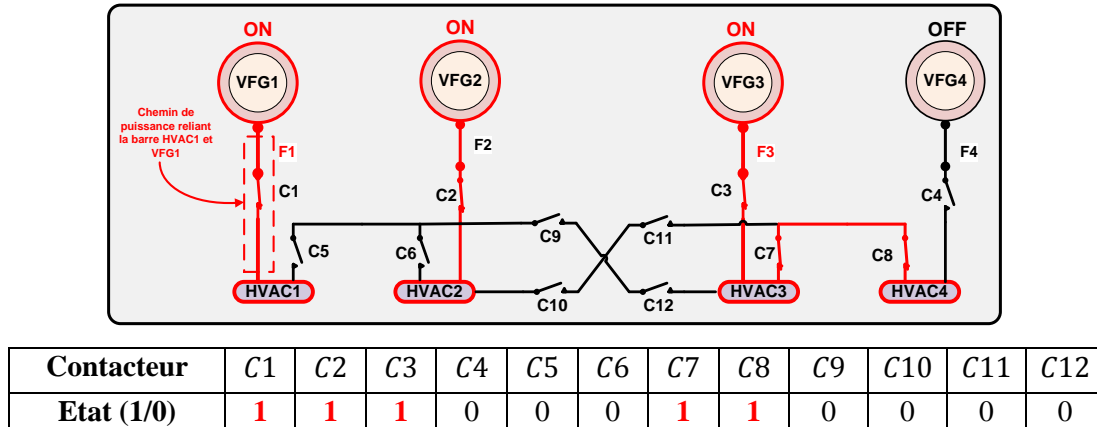 ON ON ON OFF
VFG1 VFG2 VFG3 VFG4
Chemin de
puissance reliant
la barre HVAC1 et
VFG1
F1 F2 F3 F4
C1 C2 C3 C4
C5 C6 C9 C11 C7 C8
HVAC1 HVAC2 HVAC3 HVAC4
C10 C12
Contacteur C1 C2 C3 C4 C5 C6 C7 C8 C9 C10 C11 C12
Etat (1/0) 1 1 1 0 0 0 1 1 0 0 0 0